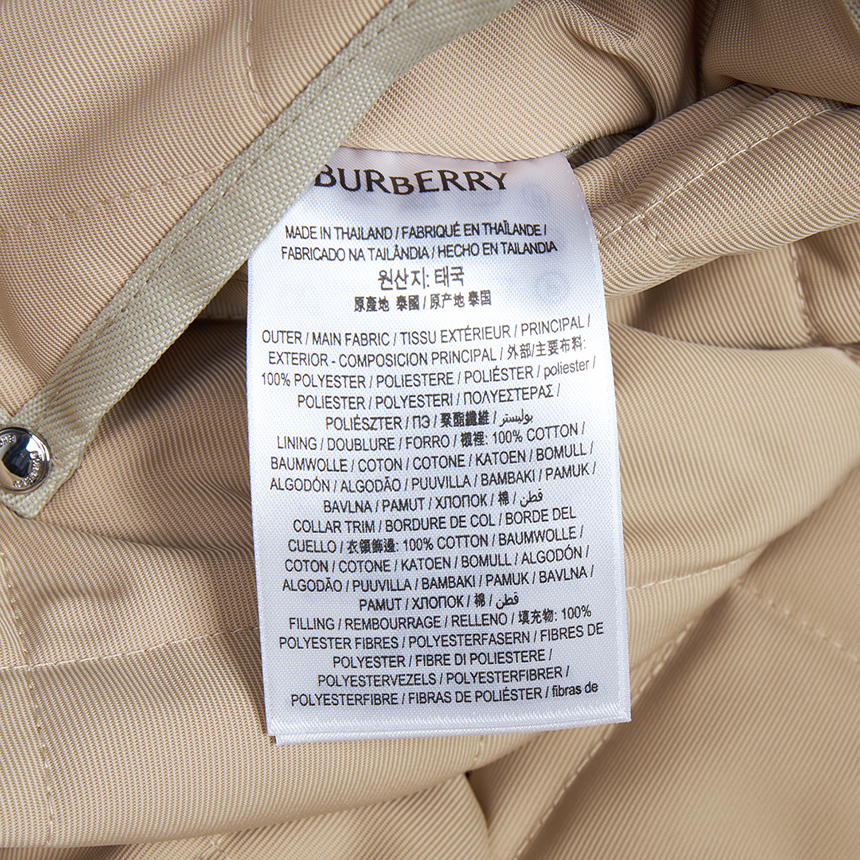 BURBERRY
MADE IN THAILAND / FABRIQUÉ EN THAÏLANDE /
FABRICADO NA TAILÂNDIA / HECHO EN TAILANDIA
원산지: 태국
原產地 泰國 / 原产地 泰国
OUTER / MAIN FABRIC / TISSU EXTÉRIEUR / PRINCIPAL /
EXTERIOR - COMPOSICION PRINCIPAL / 外部/主要布料:
100% POLYESTER / POLIESTERE / POLIÉSTER / poliester /
POLIESTER / POLYESTERI / ΠΟΛΥΕΣΤΕΡΑΣ /
POLIÉSZTER / ПЭ / 聚酯纖維 / بوليستر /
LINING / DOUBLURE / FORRO / 襯裡: 100% COTTON /
BAUMWOLLE / COTON / COTONE / KATOEN / BOMULL /
ALGODÓN / ALGODÃO / PUUVILLA / BAMBAKI / PAMUK /
BAVLNA / PAMUT / ХЛОПОК / 棉 / قطن /
COLLAR TRIM / BORDURE DE COL / BORDE DEL
CUELLO / 衣領飾邊: 100% COTTON / BAUMWOLLE /
COTON / COTONE / KATOEN / BOMULL / ALGODÓN /
ALGODÃO / PUUVILLA / BAMBAKI / PAMUK / BAVLNA /
PAMUT / ХЛОПОК / 棉 / قطن /
FILLING / REMBOURRAGE / RELLENO / 填充物: 100%
POLYESTER FIBRES / POLYESTERFASERN / FIBRES DE
POLYESTER / FIBRE DI POLIESTERE /
POLYESTERVEZELS / POLYESTERFIBRER /
POLYESTERFIBRE / FIBRAS DE POLIÉSTER / fibras de